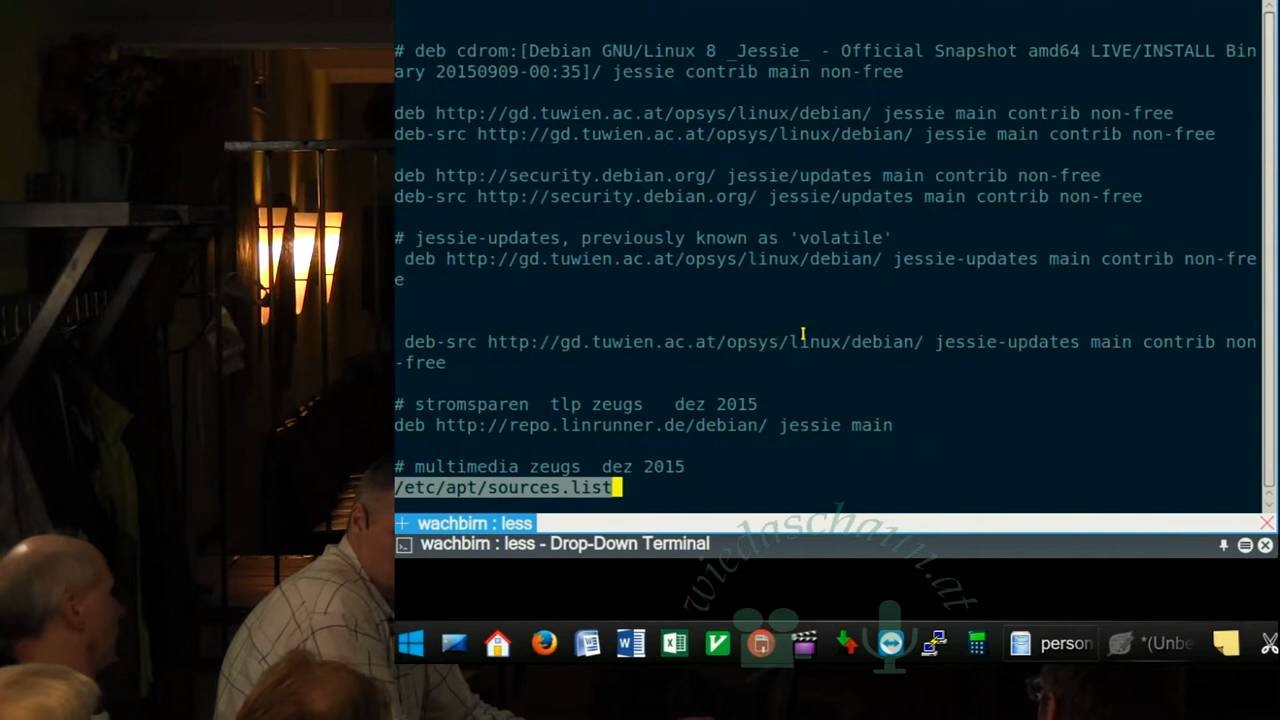 # deb cdrom:[Debian GNU/Linux 8 _Jessie_ - Official Snapshot amd64 LIVE/INSTALL Bin
ary 20150909-00:35]/ jessie contrib main non-free
deb http://gd.tuwien.ac.at/opsys/linux/debian/ jessie main contrib non-free
deb-src http://gd.tuwien.ac.at/opsys/linux/debian/ jessie main contrib non-free
deb http://security.debian.org/ jessie/updates main contrib non-free
deb-src http://security.debian.org/ jessie/updates main contrib non-free
# jessie-updates, previously known as 'volatile'
deb http://gd.tuwien.ac.at/opsys/linux/debian/ jessie-updates main contrib non-fre
e
deb-src http://gd.tuwien.ac.at/opsys/linux/debian/ jessie-updates main contrib non
-free
# stromsparen  tlp zeugs   dez 2015
deb http://repo.linrunner.de/debian/ jessie main
# multimedia zeugs  dez 2015
/etc/apt/sources.list
wachbirn : less
wachbirn : less - Drop-Down Terminal
wiedaschaun.at
person
*(Unbe